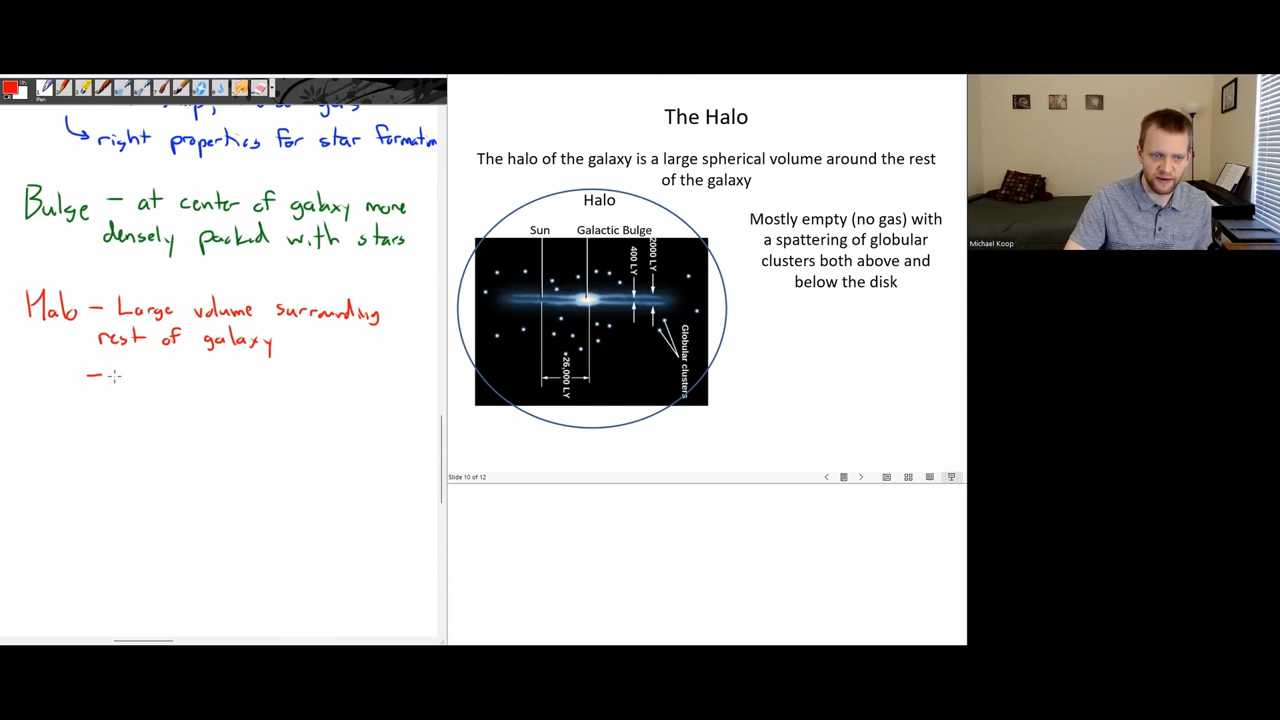 Pen
gas
right properties for star formation
Bulge – at center of galaxy more
densely packed with stars
Halo – Large volume surrounding
rest of galaxy
–
The Halo
The halo of the galaxy is a large spherical volume around the rest
of the galaxy
Halo
Sun
Galactic Bulge
2000 LY
400 LY
Globular clusters
26,000 LY
Mostly empty (no gas) with
a spattering of globular
clusters both above and
below the disk
Slide 10 of 12
Michael Koop